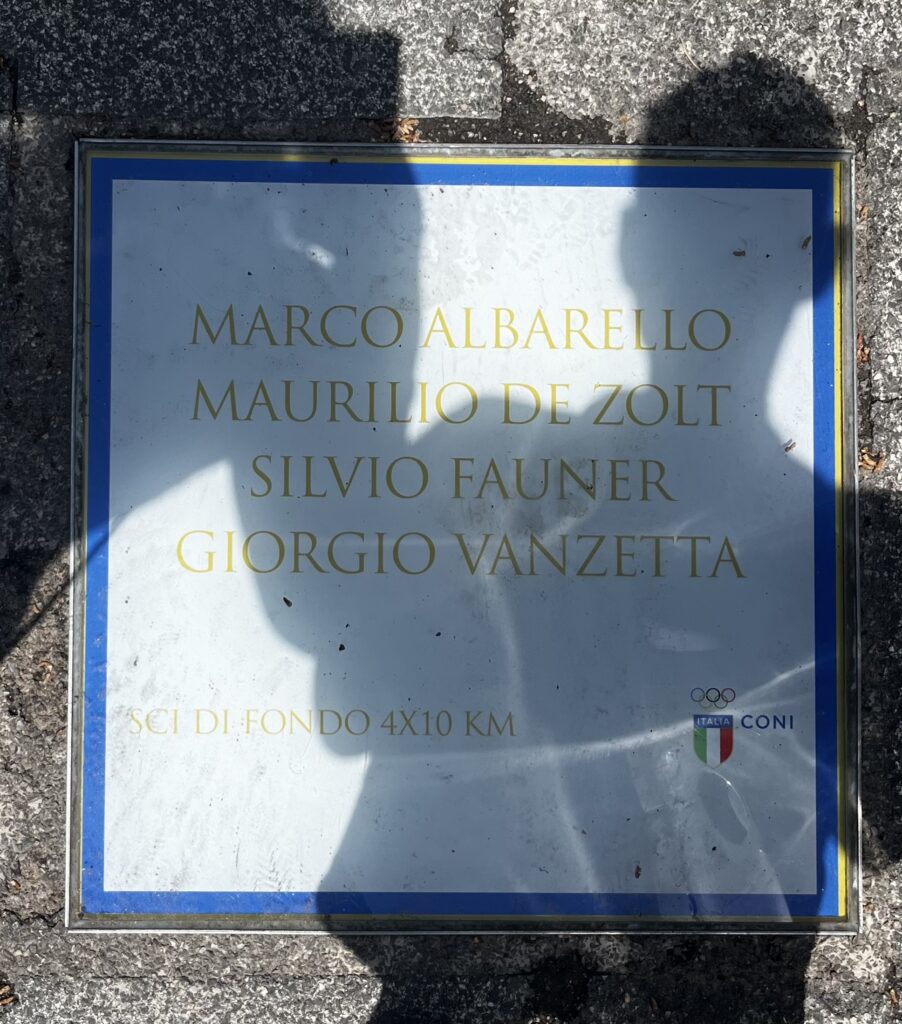 MARCO ALBARELLO
MAURILIO DE ZOLT
SILVIO FAUNER
GIORGIO VANZETTA
SCI DI FONDO 4X10 KM
ITALIA
CONI